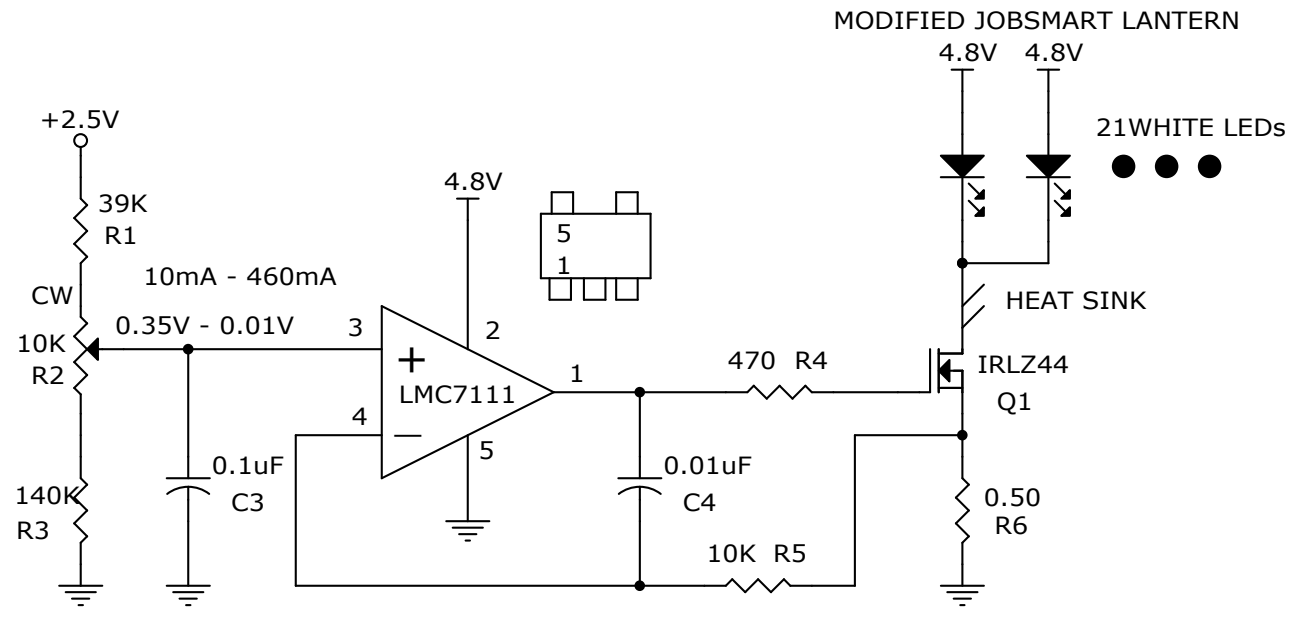 MODIFIED JOBSMART LANTERN
4.8V 4.8V
+2.5V
21WHITE LEDs
4.8V
39K
R1
5
1
10mA - 460mA
CW
HEAT SINK
0.35V - 0.01V
3
2
10K
R2
+
LMC7111
1
470 R4
IRLZ44
Q1
4
5
0.1uF
C3
0.01uF
C4
140K
R3
0.50
R6
10K R5